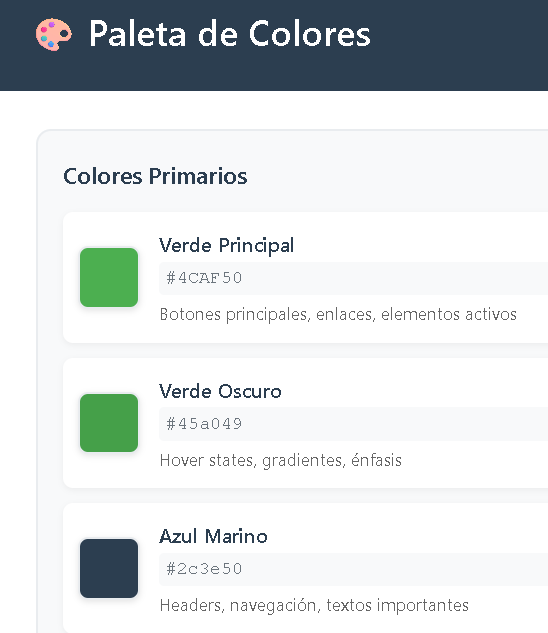 Paleta de Colores
Colores Primarios
Verde Principal
#4CAF50
Botones principales, enlaces, elementos activos
Verde Oscuro
#45a049
Hover states, gradientes, énfasis
Azul Marino
#2c3e50
Headers, navegación, textos importantes